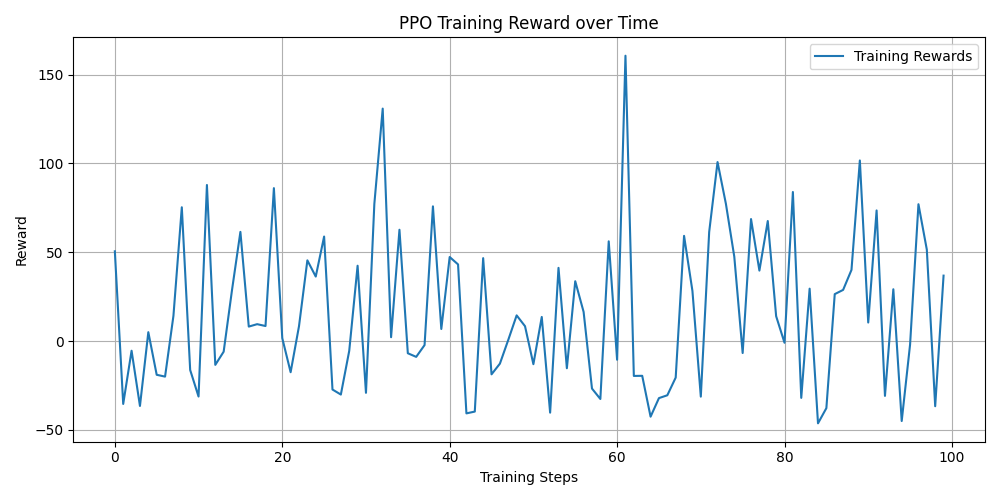 PPO Training Reward over Time
Training Rewards
Reward
150
100
50
0
−50
0 20 40 60 80 100
Training Steps